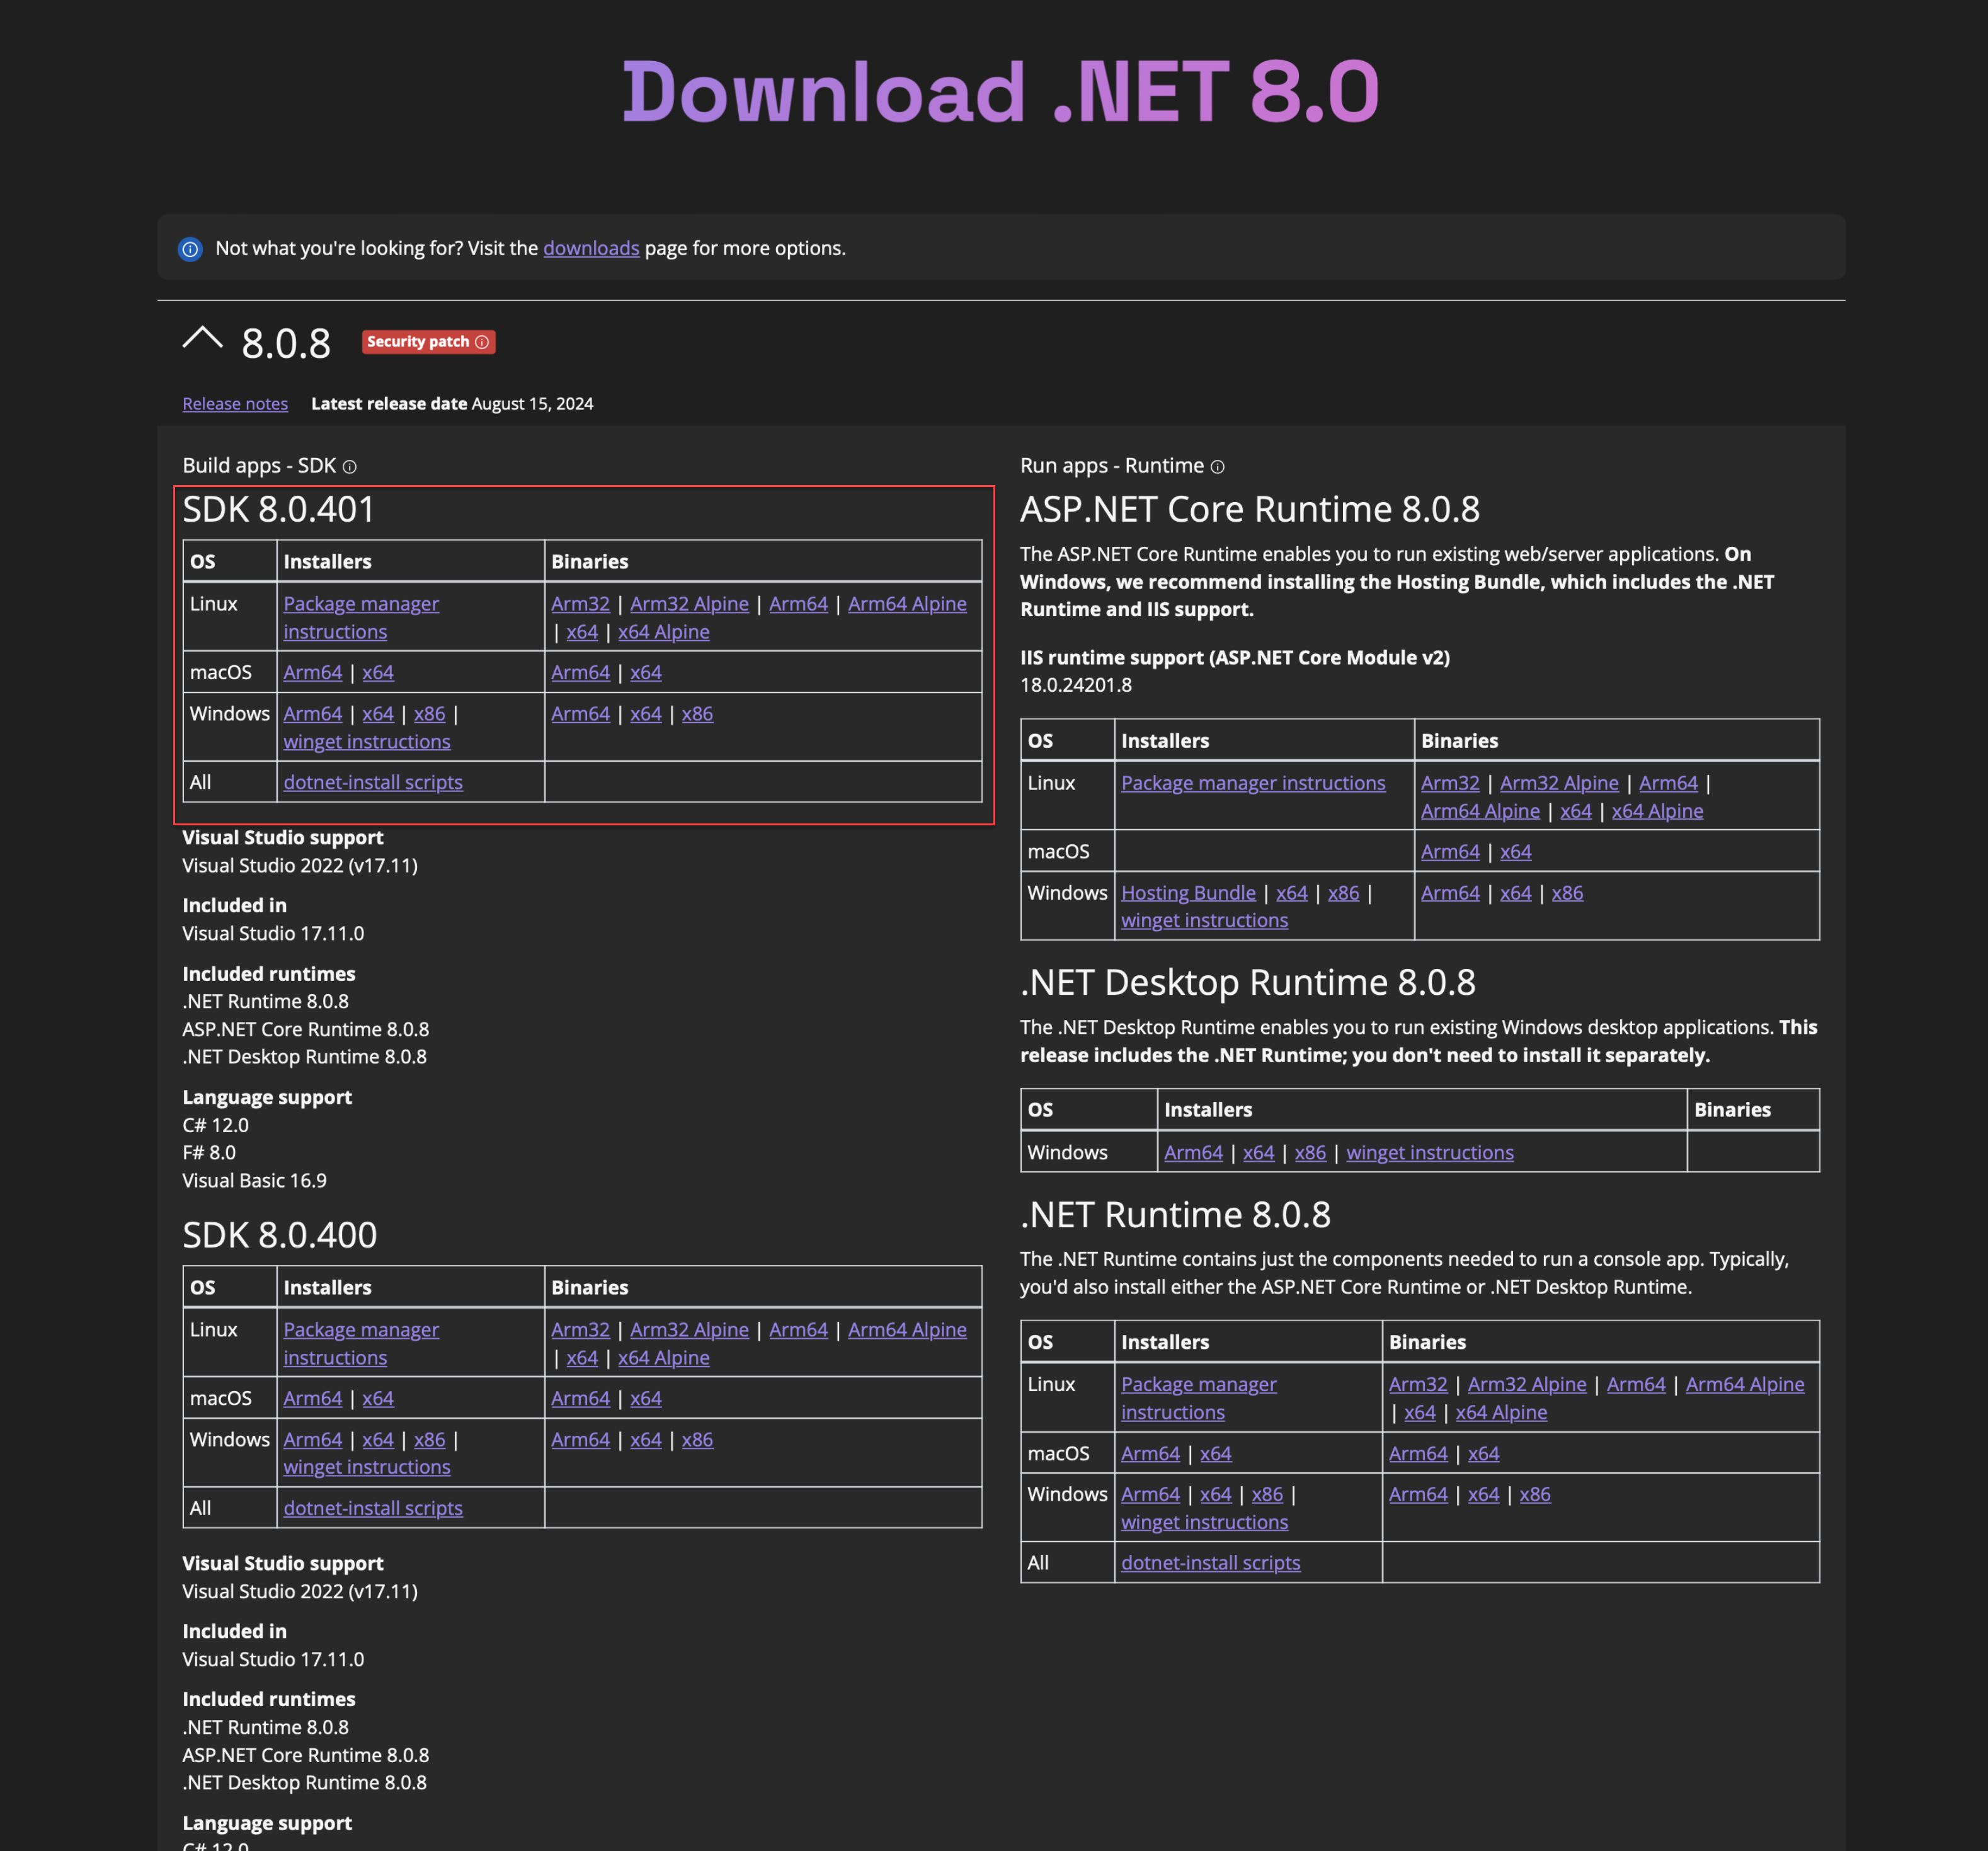 Download .NET 8.0
Not what you're looking for? Visit the downloads page for more options.
8.0.8 Security patch
Release notes Latest release date August 15, 2024
Build apps - SDK
SDK 8.0.401
OS Installers Binaries
Linux Package manager instructions Arm32 | Arm32 Alpine | Arm64 | Arm64 Alpine | x64 | x64 Alpine
macOS Arm64 | x64 Arm64 | x64
Windows Arm64 | x64 | x86 | winget instructions Arm64 | x64 | x86
All dotnet-install scripts
Visual Studio support
Visual Studio 2022 (v17.11)
Included in
Visual Studio 17.11.0
Included runtimes
.NET Runtime 8.0.8
ASP.NET Core Runtime 8.0.8
.NET Desktop Runtime 8.0.8
Language support
C# 12.0
F# 8.0
Visual Basic 16.9
SDK 8.0.400
OS Installers Binaries
Linux Package manager instructions Arm32 | Arm32 Alpine | Arm64 | Arm64 Alpine | x64 | x64 Alpine
macOS Arm64 | x64 Arm64 | x64
Windows Arm64 | x64 | x86 | winget instructions Arm64 | x64 | x86
All dotnet-install scripts
Visual Studio support
Visual Studio 2022 (v17.11)
Included in
Visual Studio 17.11.0
Included runtimes
.NET Runtime 8.0.8
ASP.NET Core Runtime 8.0.8
.NET Desktop Runtime 8.0.8
Language support
C# 12.0
Run apps - Runtime
ASP.NET Core Runtime 8.0.8
The ASP.NET Core Runtime enables you to run existing web/server applications. On
Windows, we recommend installing the Hosting Bundle, which includes the .NET
Runtime and IIS support.
IIS runtime support (ASP.NET Core Module v2)
18.0.24201.8
OS Installers Binaries
Linux Package manager instructions Arm32 | Arm32 Alpine | Arm64 | Arm64 Alpine | x64 | x64 Alpine
macOS Arm64 | x64
Windows Hosting Bundle | x64 | x86 | winget instructions Arm64 | x64 | x86
.NET Desktop Runtime 8.0.8
The .NET Desktop Runtime enables you to run existing Windows desktop applications. This
release includes the .NET Runtime; you don't need to install it separately.
OS Installers Binaries
Windows Arm64 | x64 | x86 | winget instructions
.NET Runtime 8.0.8
The .NET Runtime contains just the components needed to run a console app. Typically,
you'd also install either the ASP.NET Core Runtime or .NET Desktop Runtime.
OS Installers Binaries
Linux Package manager instructions Arm32 | Arm32 Alpine | Arm64 | Arm64 Alpine | x64 | x64 Alpine
macOS Arm64 | x64 Arm64 | x64
Windows Arm64 | x64 | x86 | winget instructions Arm64 | x64 | x86
All dotnet-install scripts